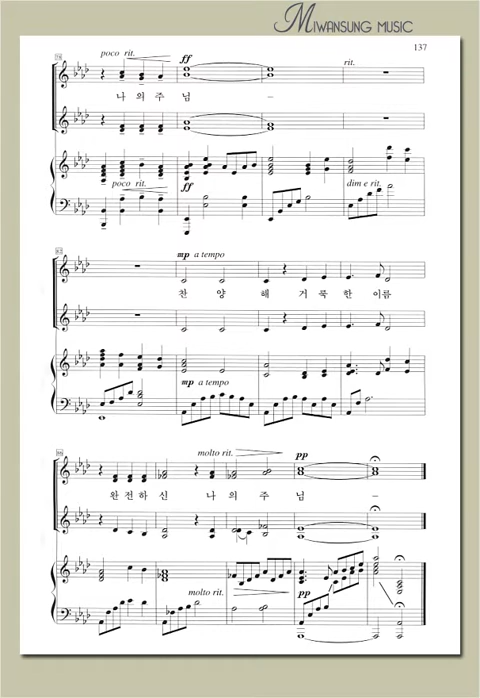 MIWANSUNG MUSIC
137
poco rit.
ff
rit.
나 의 주 님 –
poco rit.
ff
dim e rit.
mp a tempo
찬 양 해 거 룩 한 이름
mp a tempo
molto rit.
pp
완 전 하 신 나 의 주 님 –
molto rit.
pp